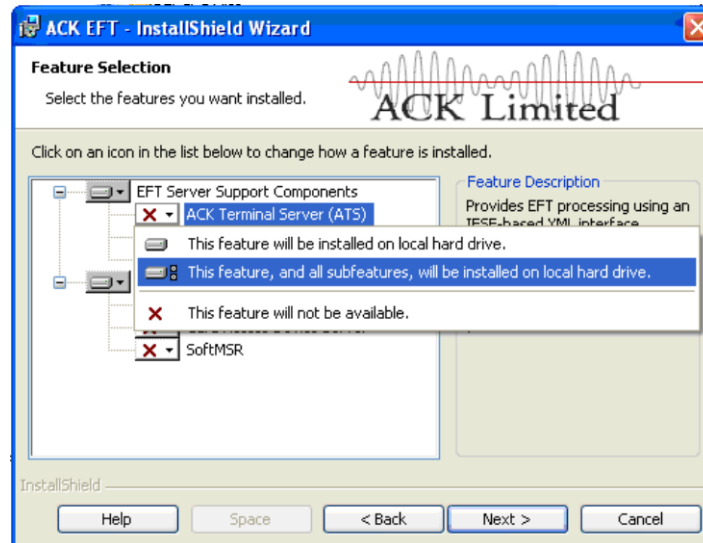 ACK EFT - InstallShield Wizard
Feature Selection
Select the features you want installed.
ACK Limited
Click on an icon in the list below to change how a feature is installed.
EFT Server Support Components
ACK Terminal Server (ATS)
This feature will be installed on local hard drive.
This feature, and all subfeatures, will be installed on local hard drive.
This feature will not be available.
SoftMSR
Feature Description
Provides EFT processing using an
InstallShield
Help
Space
< Back
Next >
Cancel